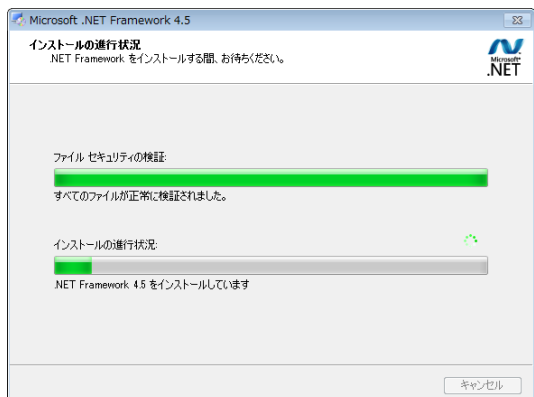 Microsoft .NET Framework 4.5
インストールの進行状況
.NET Framework をインストールする間、お待ちください。
Microsoft
.NET
ファイル セキュリティの検証:
すべてのファイルが正常に検証されました。
インストールの進行状況:
.NET Framework 4.5 をインストールしています
キャンセル